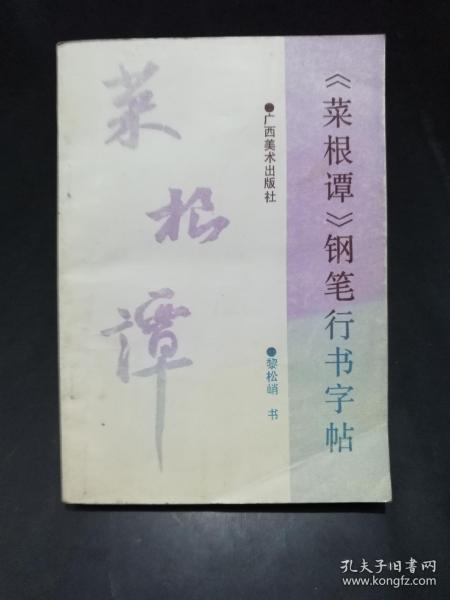 《菜根谭》钢笔行书字帖
●广西美术出版社
●黎松峭 书
菜根谭
孔夫子旧书网
www.kongfz.com